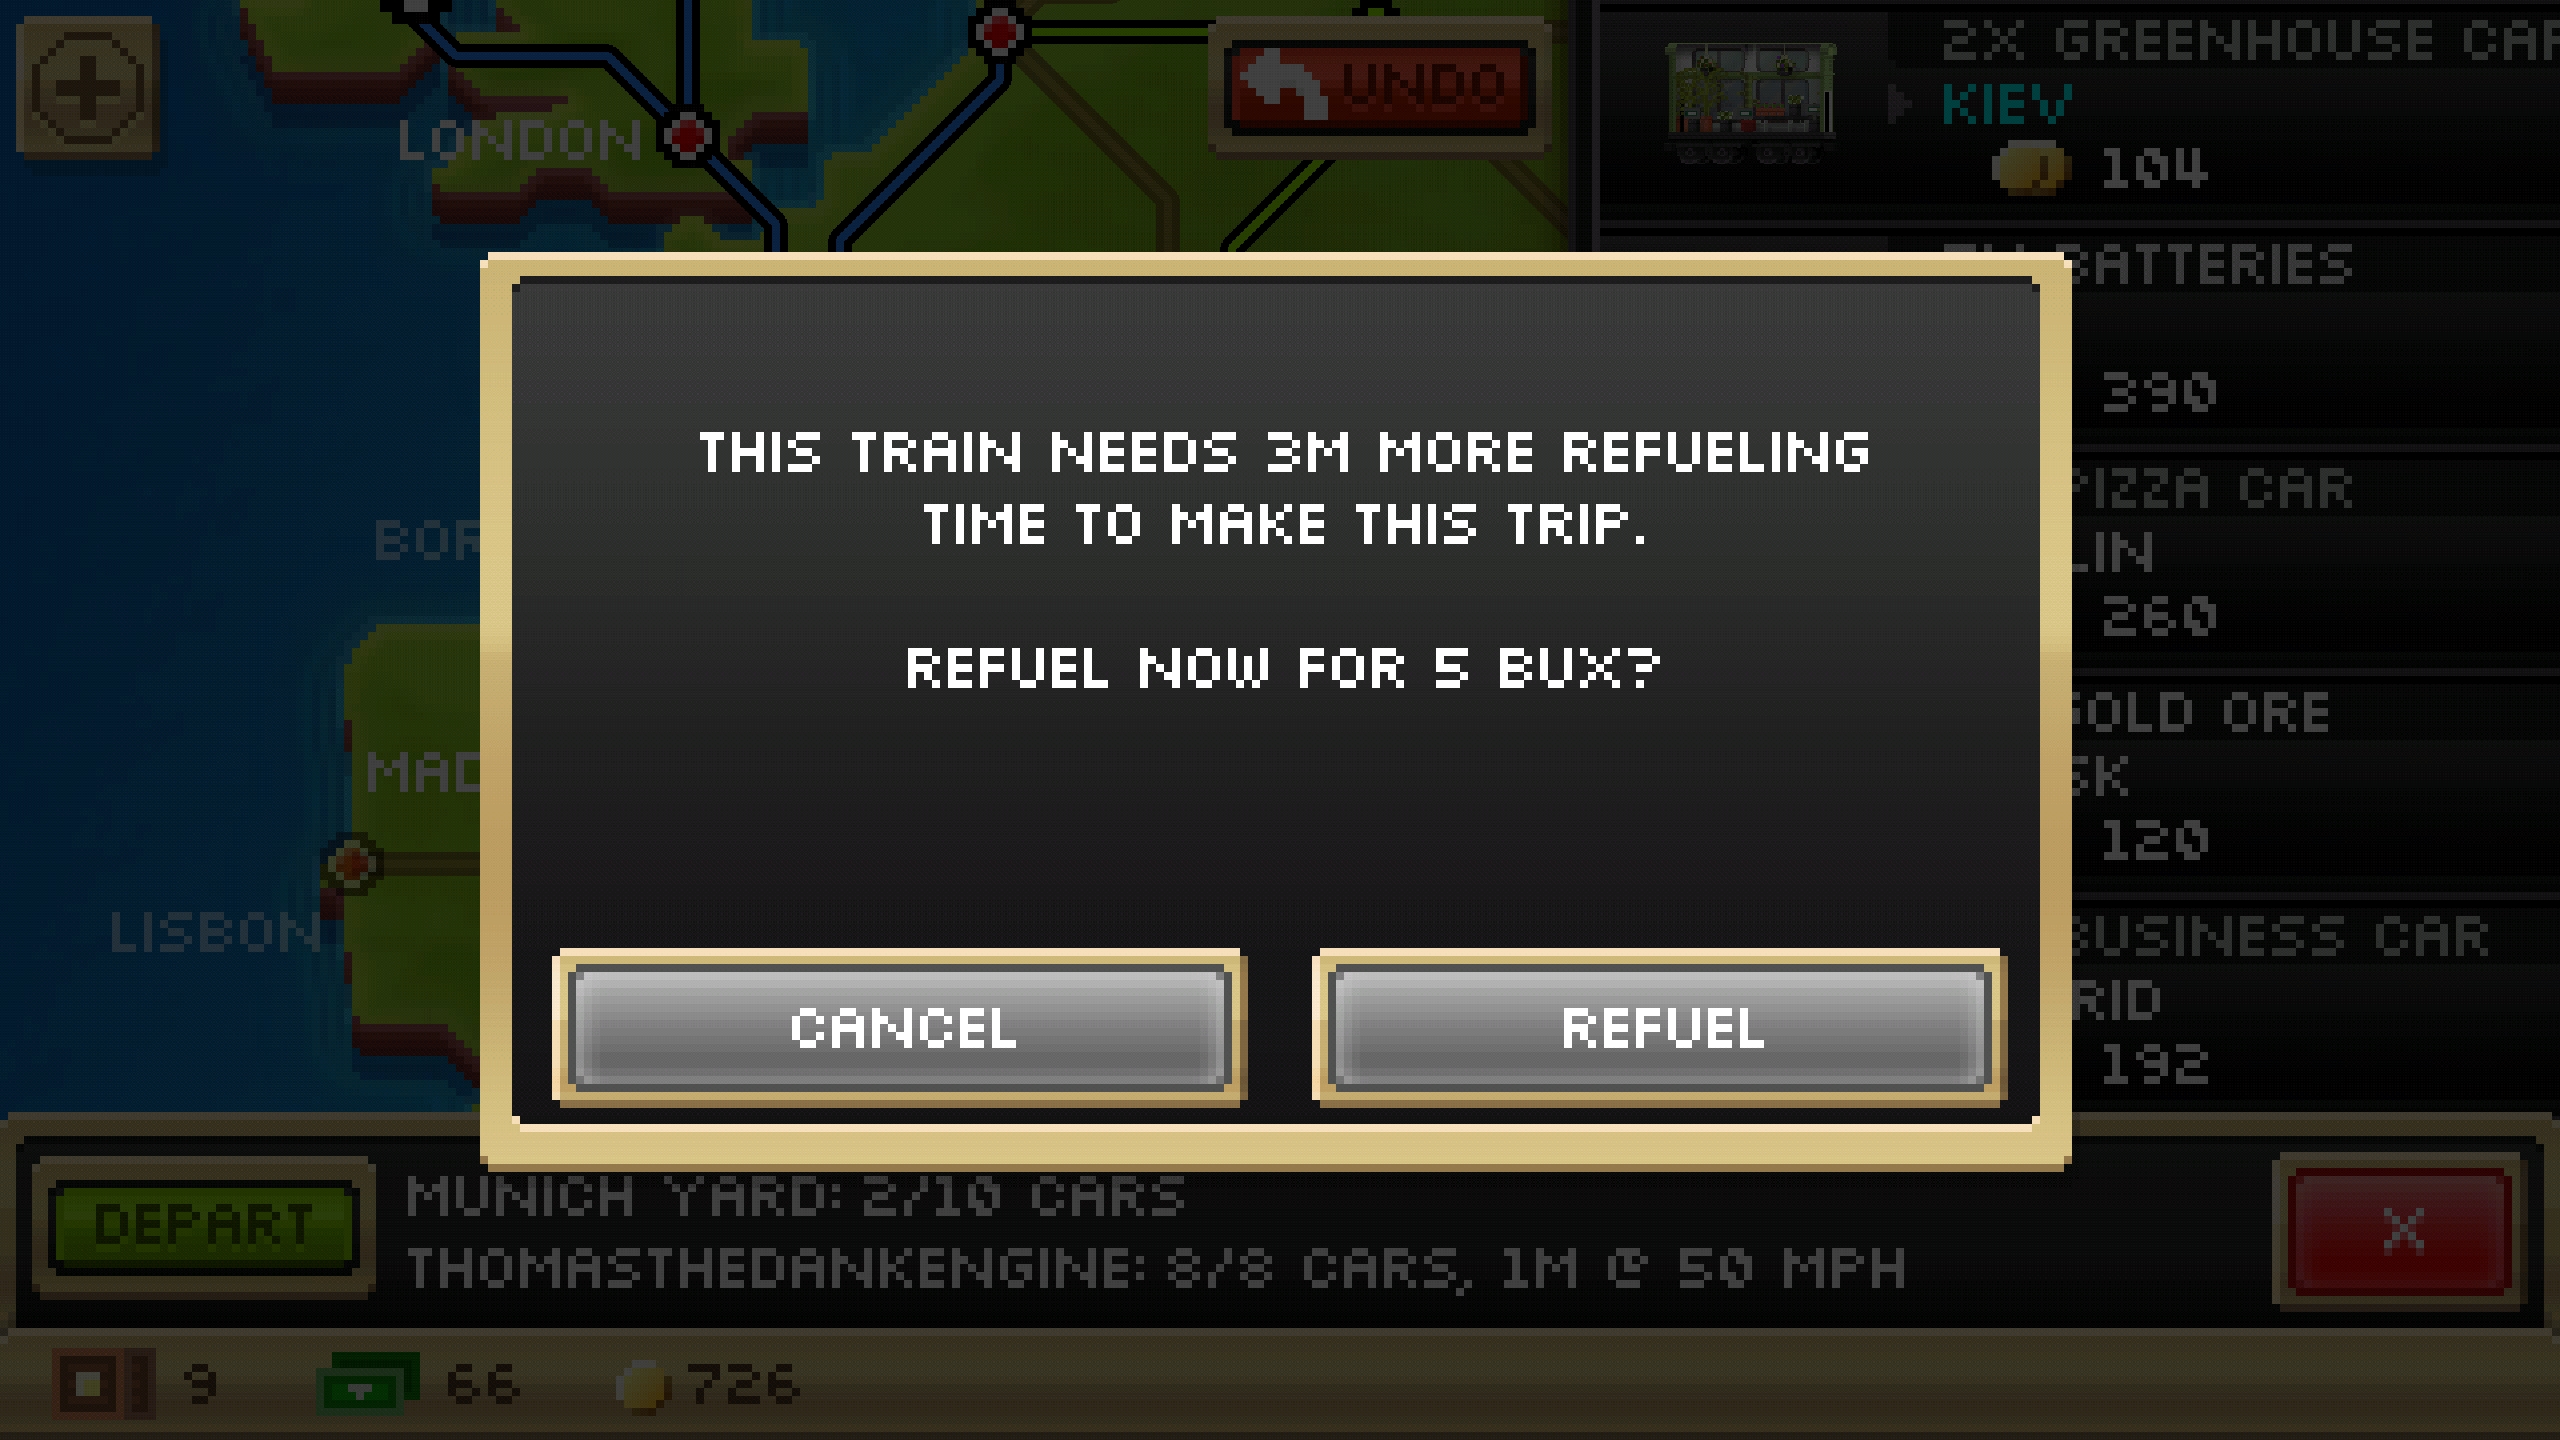 2X GREENHOUSE CAR
KIEV
104
UNDO
LONDON
BATTERIES
390
THIS TRAIN NEEDS 3M MORE REFUELING
TIME TO MAKE THIS TRIP.
REFUEL NOW FOR 5 BUX?
PIZZA CAR
LIN
260
BOR
GOLD ORE
SK
120
MAD
LISBON
BUSINESS CAR
RID
192
CANCEL
REFUEL
DEPART
MUNICH YARD: 2/10 CARS
THOMASTHEDANKENGINE: 8/8 CARS, 1M @ 50 MPH
X
9
66
726